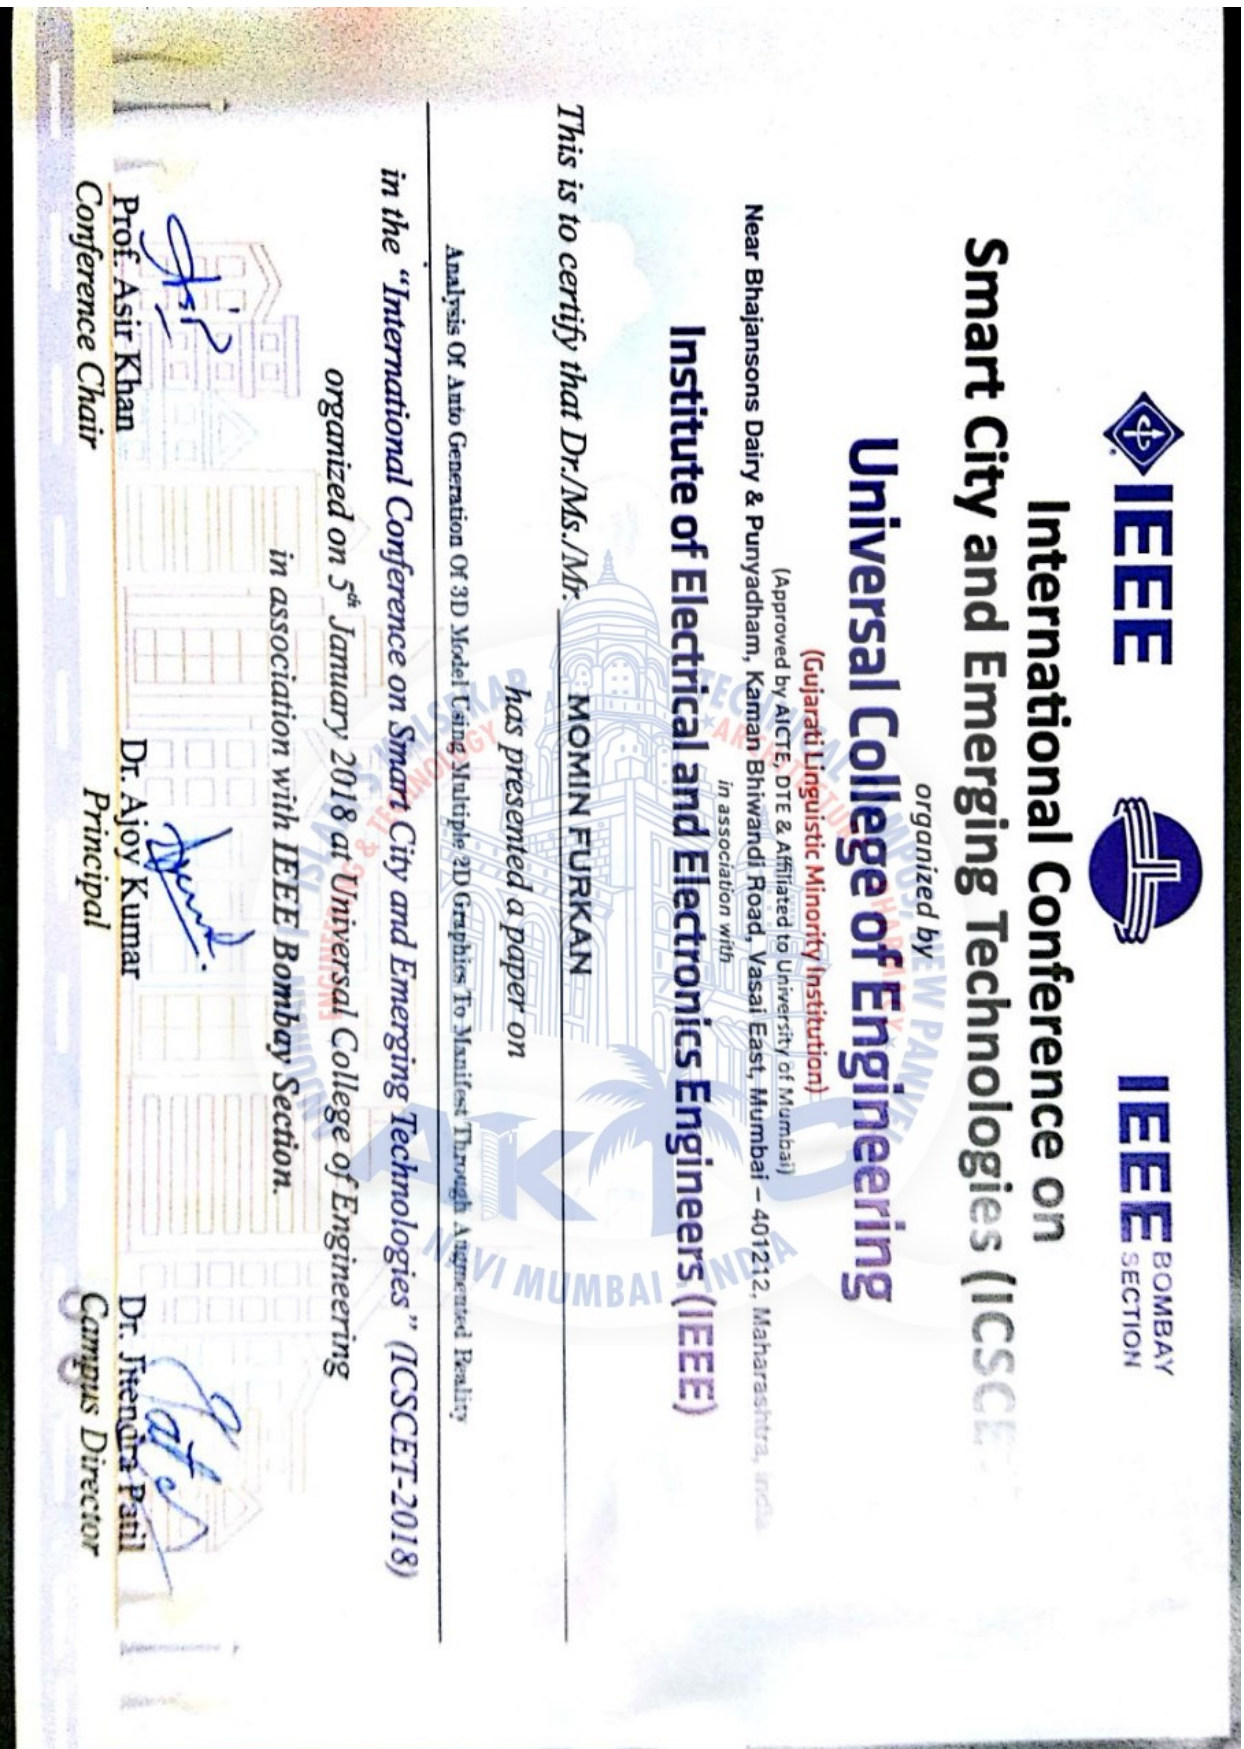 IEEE
IEEE BOMBAY SECTION
International Conference on
Smart City and Emerging Technologies (ICSCE
organized by
Universal College of Engineering
(Gujarati Linguistic Minority Institution)
(Approved by AICTE, DTE & Affiliated to University of Mumbai)
Near Bhajansons Dairy & Punyadham, Kaman Bhiwandi Road, Vasai East, Mumbai – 401212, Maharashtra, India
in association with
Institute of Electrical and Electronics Engineers (IEEE)
This is to certify that Dr./Ms./Mr. MOMIN FURKAN
has presented a paper on
Analysis Of Auto Generation Of 3D Model Using Multiple 2D Graphics To Manifest Through Augmented Reality
in the “International Conference on Smart City and Emerging Technologies” (ICSCET-2018)
organized on 5th January 2018 at Universal College of Engineering
in association with IEEE Bombay Section.
Prof. Asir Khan
Conference Chair
Dr. Ajoy Kumar
Principal
Dr. Jitendra Patil
Campus Director
AKTC
NAVI MUMBAI - INDIA